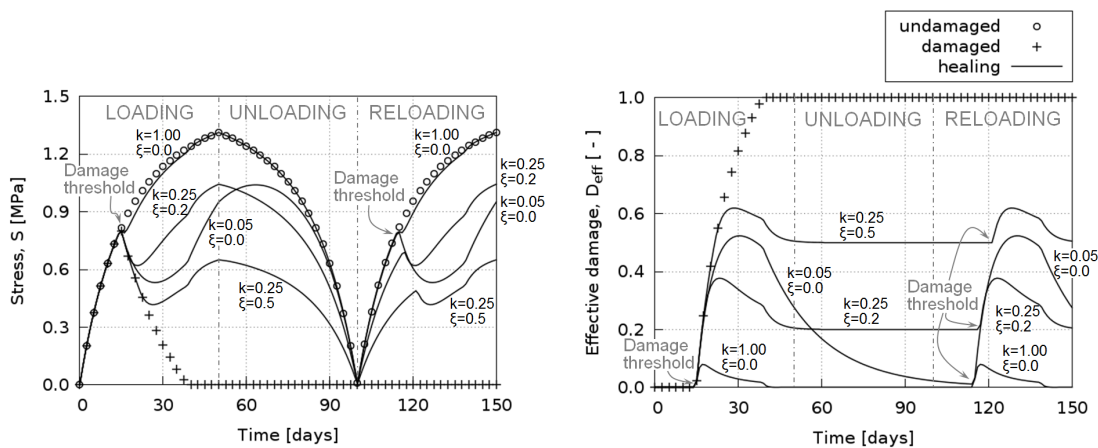 undamaged
damaged
healing
1.5
1.2
0.9
0.6
0.3
0.0
Stress, S [MPa]
LOADING
UNLOADING
RELOADING
k=1.00
ξ=0.0
k=1.00
ξ=0.0
Damage
threshold
Damage
threshold
k=0.25
ξ=0.2
k=0.25
ξ=0.2
k=0.05
ξ=0.0
k=0.05
ξ=0.0
k=0.25
ξ=0.5
k=0.25
ξ=0.5
0 30 60 90 120 150
Time [days]
1.0
0.8
0.6
0.4
0.2
0.0
Effective damage, Deff [ - ]
LOADING
UNLOADING
RELOADING
k=0.25
ξ=0.5
k=0.05
ξ=0.0
k=0.05
ξ=0.0
k=0.25
ξ=0.2
Damage
threshold
k=0.25
ξ=0.2
Damage
threshold
k=1.00
ξ=0.0
k=1.00
ξ=0.0
0 30 60 90 120 150
Time [days]